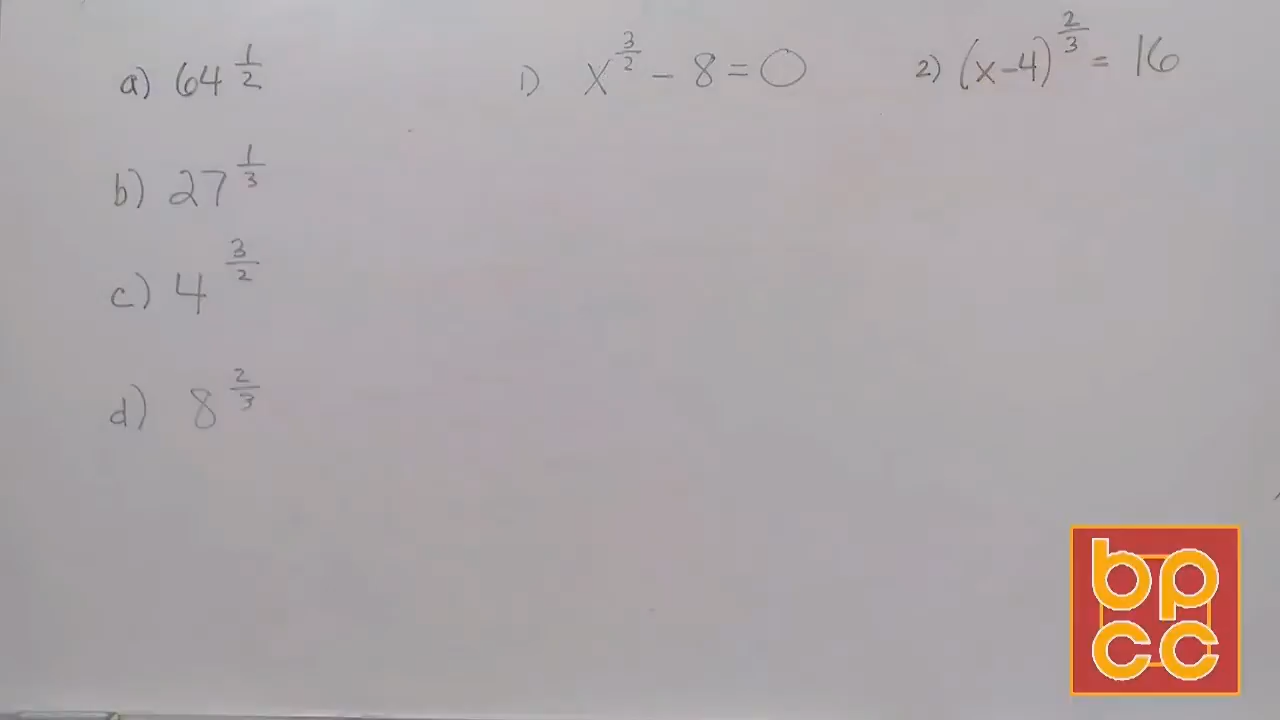 a) 64^(1/2)
b) 27^(1/3)
c) 4^(3/2)
d) 8^(2/3)
1) x^(3/2) - 8 = 0
2) (x-4)^(2/3) = 16
bp
cc